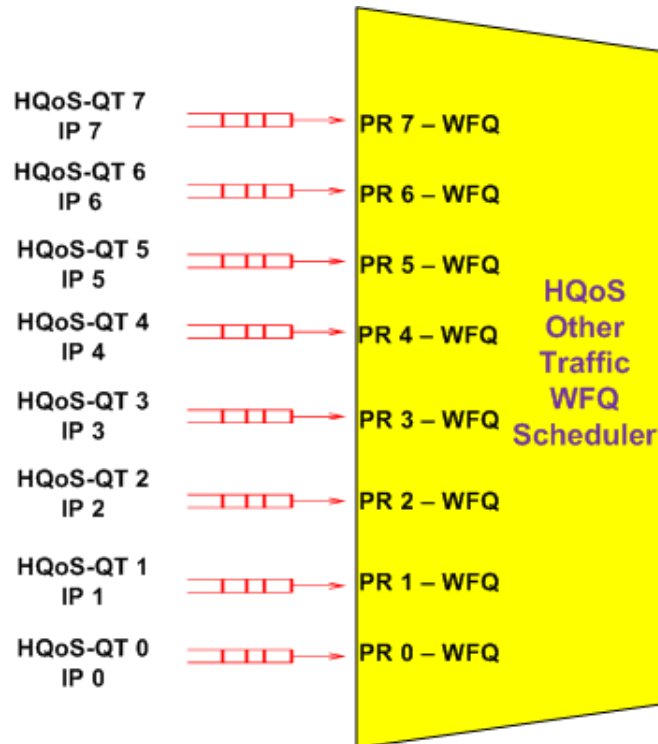 HQoS-QT 7
IP 7
PR 7 – WFQ
HQoS-QT 6
IP 6
PR 6 – WFQ
HQoS-QT 5
IP 5
PR 5 – WFQ
HQoS-QT 4
IP 4
PR 4 – WFQ
HQoS-QT 3
IP 3
PR 3 – WFQ
HQoS-QT 2
IP 2
PR 2 – WFQ
HQoS-QT 1
IP 1
PR 1 – WFQ
HQoS-QT 0
IP 0
PR 0 – WFQ
HQoS
Other
Traffic
WFQ
Scheduler